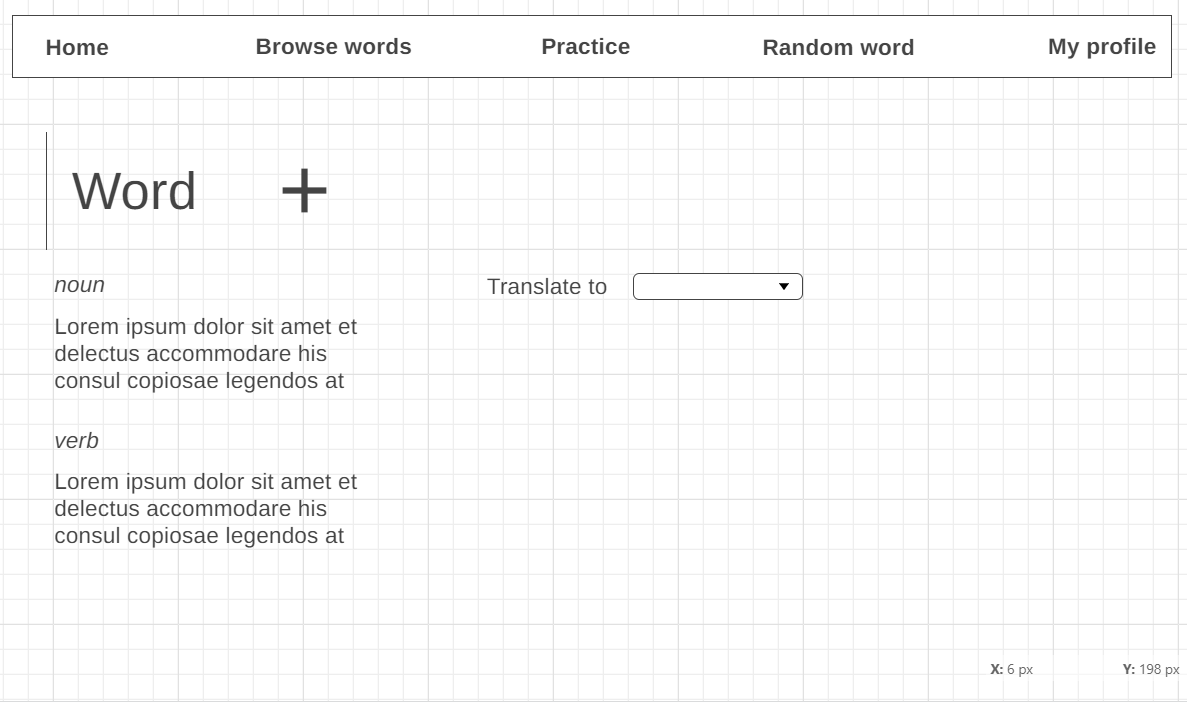 Home Browse words Practice Random word My profile
Word +
noun
Translate to
Lorem ipsum dolor sit amet et
delectus accommodare his
consul copiosae legendos at
verb
Lorem ipsum dolor sit amet et
delectus accommodare his
consul copiosae legendos at
X: 6 px Y: 198 px